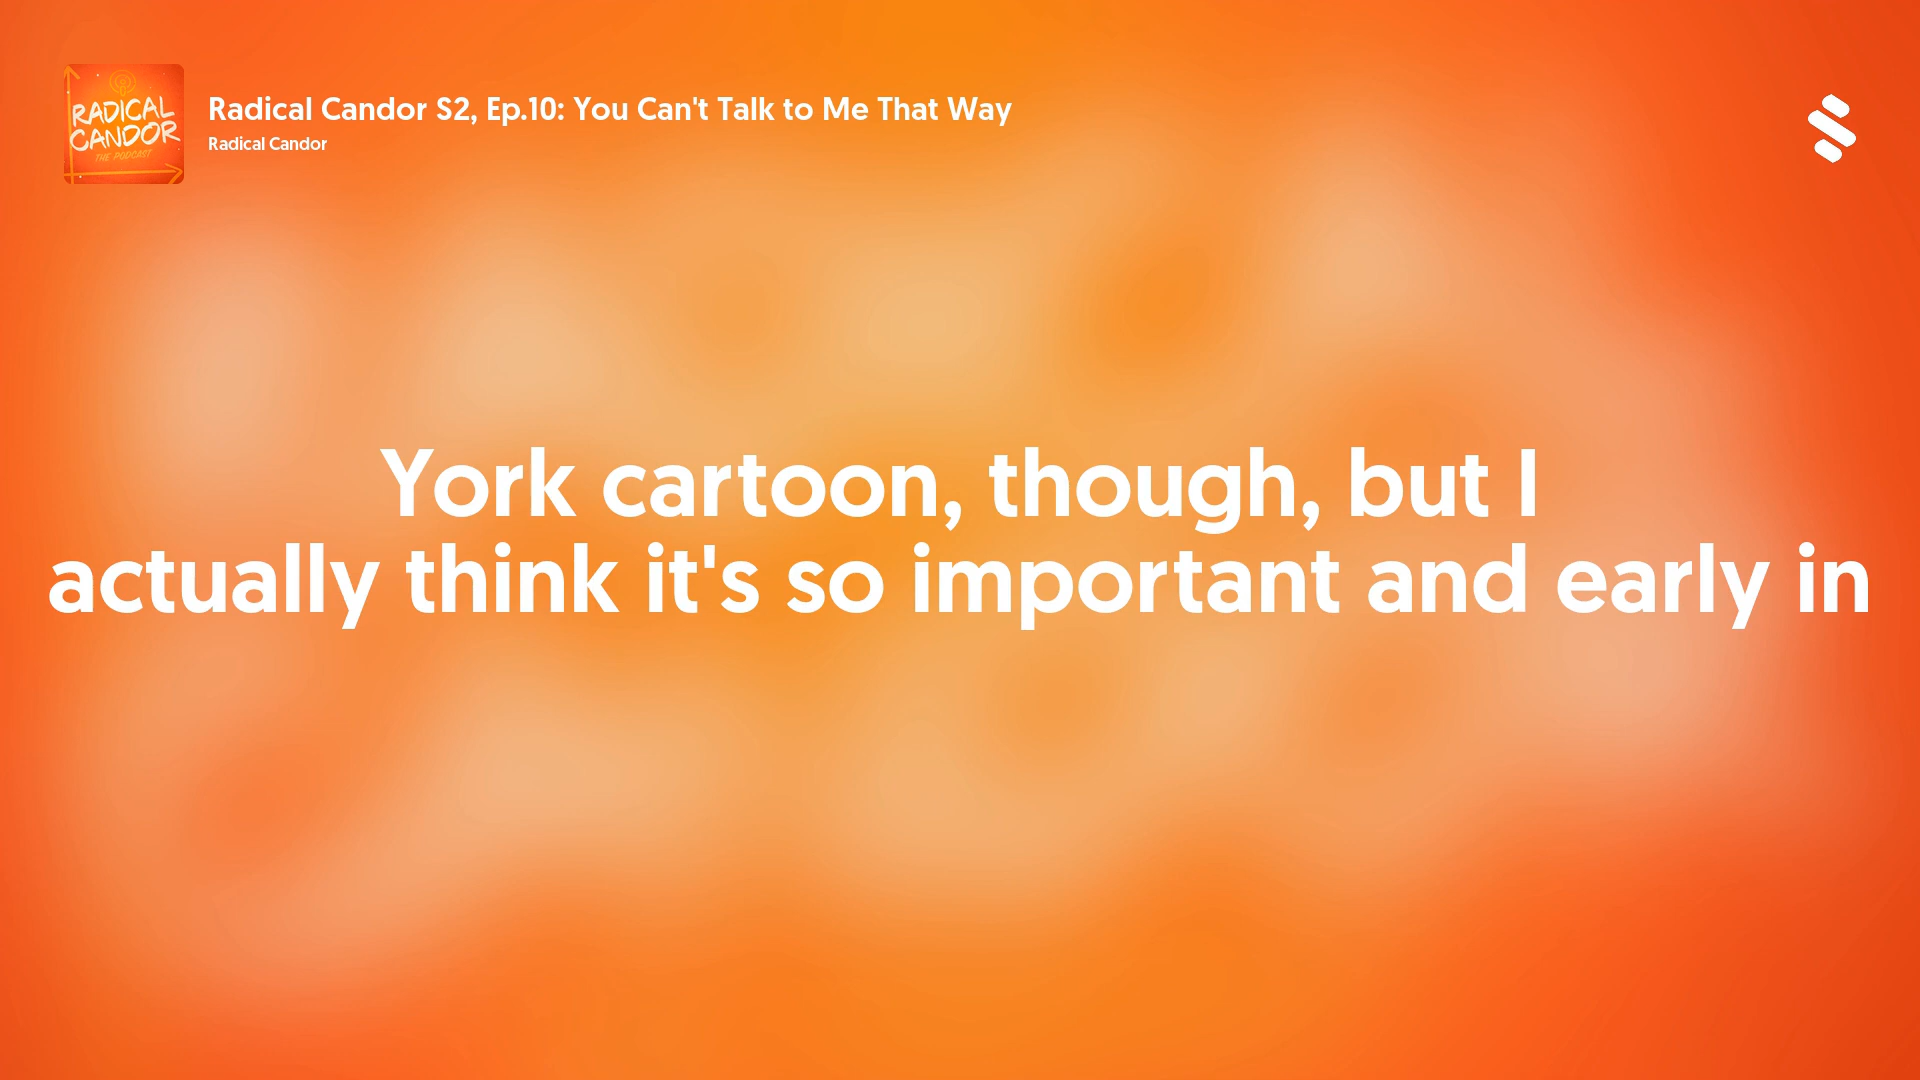 RADICAL
CANDOR
THE PODCAST
Radical Candor S2, Ep.10: You Can't Talk to Me That Way
Radical Candor
York cartoon, though, but I
actually think it's so important and early in